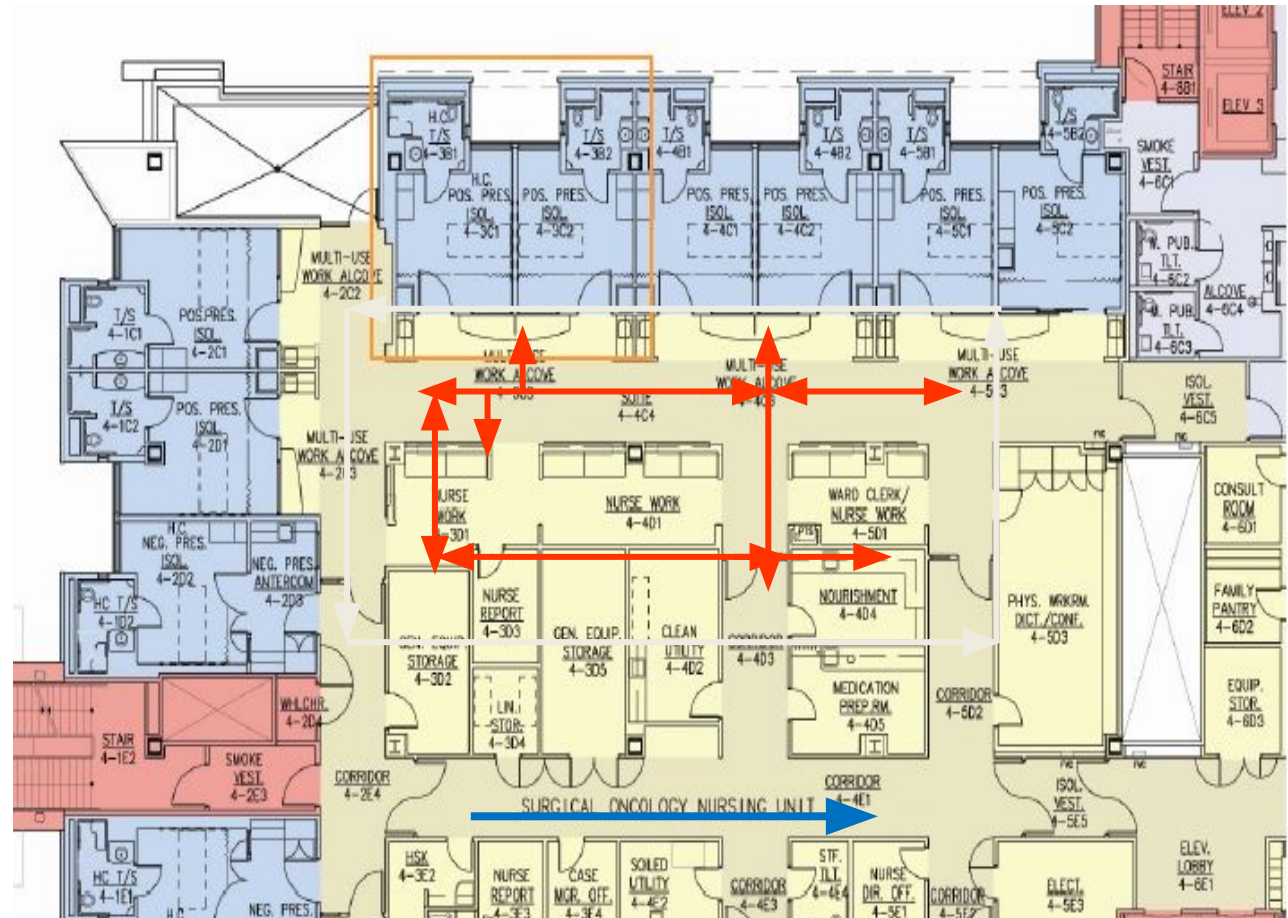 ELEV 2
STAIR
4-8B1
ELEV 3
H.C.
T/S
4-3B1
T/S
4-3B2
T/S
4-4B1
T/S
4-4B2
T/S
4-5B1
T/S
4-5B2
SMOKE
VEST.
4-6C1
H.C.
POS. PRES.
ISOL.
4-3C1
POS. PRES.
ISOL.
4-3C2
POS. PRES.
ISOL.
4-4C1
POS. PRES.
ISOL.
4-4C2
POS. PRES.
ISOL.
4-5C1
POS. PRES.
ISOL.
4-5C2
W. PUB.
TLT.
4-6C2
ALCOVE
4-6C4
M. PUB.
TLT.
4-6C3
MULTI-USE
WORK ALCOVE
4-2C2
T/S
4-1C1
POS.PRES.
ISOL.
4-2C1
MULTI-USE
WORK ALCOVE
SUITE
4-4C4
MULTI-USE
WORK ALCOVE
MULTI-USE
WORK ALCOVE
ISOL.
VEST.
4-6C5
T/S
4-1C2
POS. PRES.
ISOL.
4-2D1
MULTI-USE
WORK ALCOVE
NURSE
WORK
4-3D1
NURSE WORK
4-4D1
WARD CLERK/
NURSE WORK
4-5D1
CONSULT
ROOM
4-6D1
H.C.
NEG. PRES.
ISOL.
4-2D2
NEG. PRES.
ANTEROOM
4-2D3
HC T/S
4-1D2
NURSE
REPORT
4-3D3
NOURISHMENT
4-4D4
PHYS. WRKRM.
DICT./CONF.
4-5D3
FAMILY
PANTRY
4-6D2
GEN. EQUIP.
STORAGE
4-3D2
GEN. EQUIP.
STORAGE
4-3D5
CLEAN
UTILITY
4-4D2
CORRIDOR
4-4D3
MEDICATION
PREP.RM.
4-4D5
CORRIDOR
4-5D2
EQUIP.
STOR.
4-6D3
WHLCHR.
4-2D4
LIN.
STOR.
4-3D4
STAIR
4-1E2
SMOKE
VEST.
4-2E3
CORRIDOR
4-2E4
CORRIDOR
4-4E1
SURGICAL ONCOLOGY NURSING UNIT
ISOL.
VEST.
4-5E5
HSK
4-3E2
NURSE
REPORT
4-3E3
CASE
MGR. OFF.
4-3E4
SOILED
UTILITY
4-4E2
CORRIDOR
4-4E3
STF.
TLT.
4-4E4
NURSE
DIR. OFF.
4-5E1
CORRIDOR
4-5E2
ELECT.
4-5E3
ELEV.
LOBBY
4-6E1
HC T/S
4-1E1
H.C.
NEG. PRES.